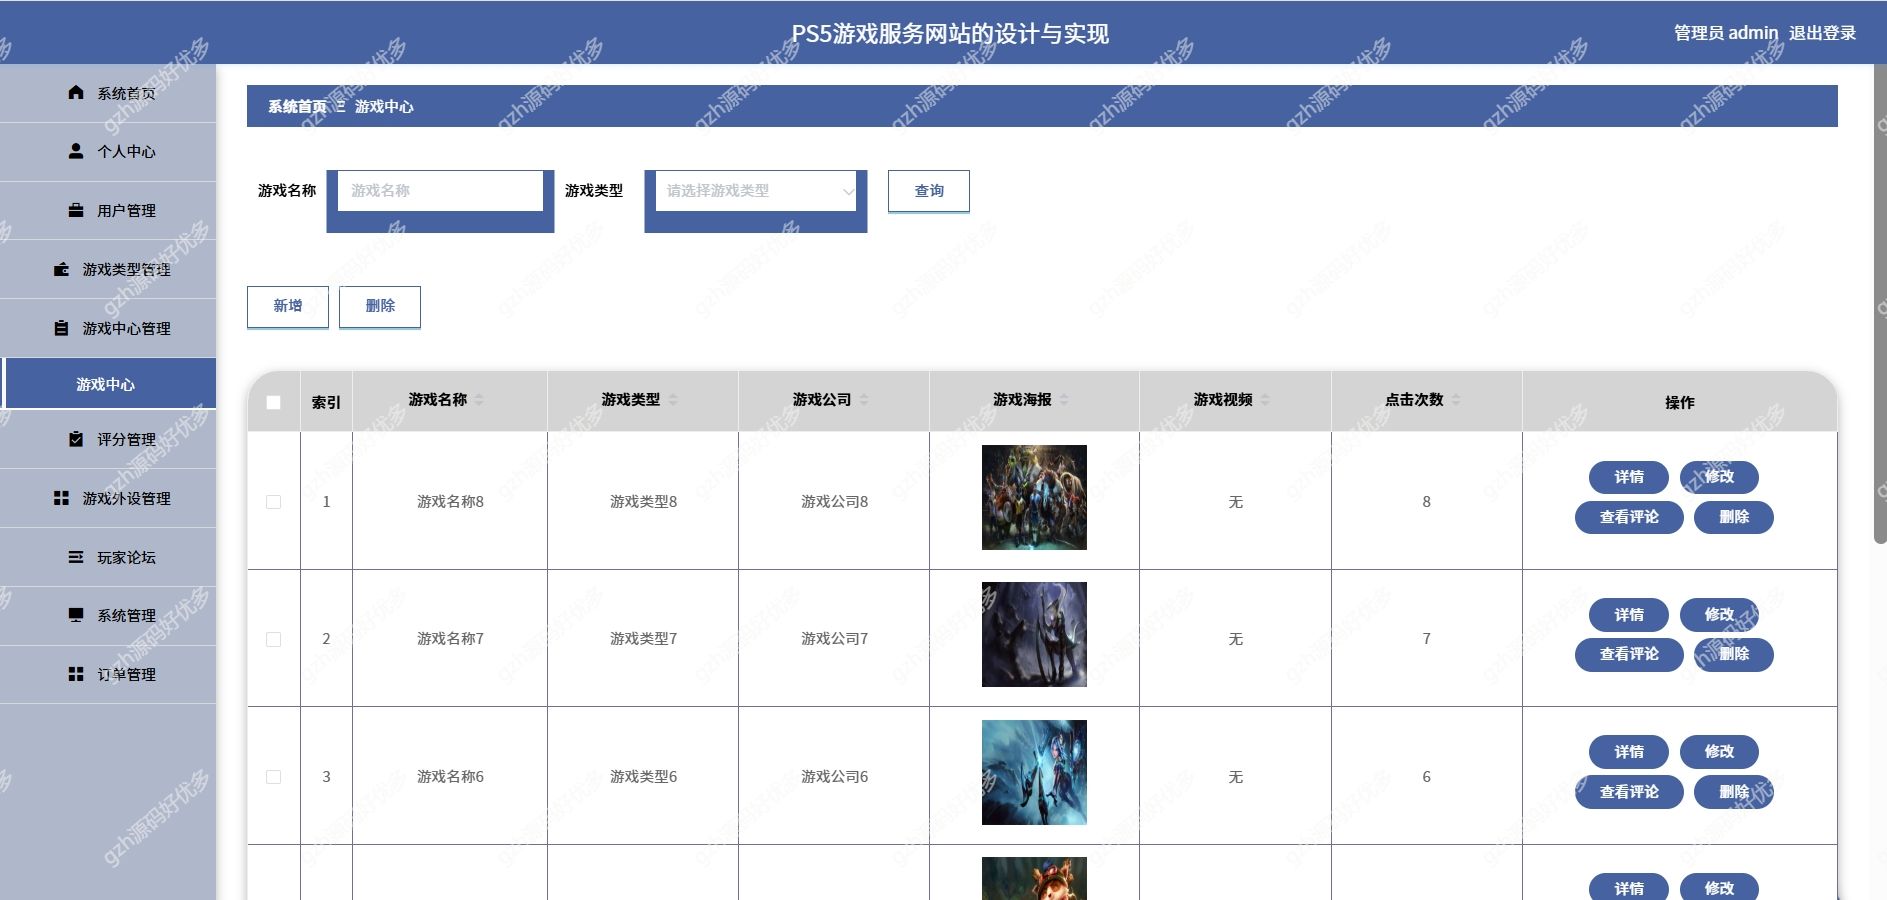 PS5游戏服务网站的设计与实现
管理员 admin 退出登录
系统首页
个人中心
用户管理
游戏类型管理
游戏中心管理
游戏中心
评分管理
游戏外设管理
玩家论坛
系统管理
订单管理
系统首页 Ξ 游戏中心
游戏名称 游戏名称 游戏类型 请选择游戏类型 查询
新增 删除
索引 游戏名称 游戏类型 游戏公司 游戏海报 游戏视频 点击次数 操作
1 游戏名称8 游戏类型8 游戏公司8 无 8 详情 修改
查看评论 删除
2 游戏名称7 游戏类型7 游戏公司7 无 7 详情 修改
查看评论 删除
3 游戏名称6 游戏类型6 游戏公司6 无 6 详情 修改
查看评论 删除
详情 修改
gzh源码好优多